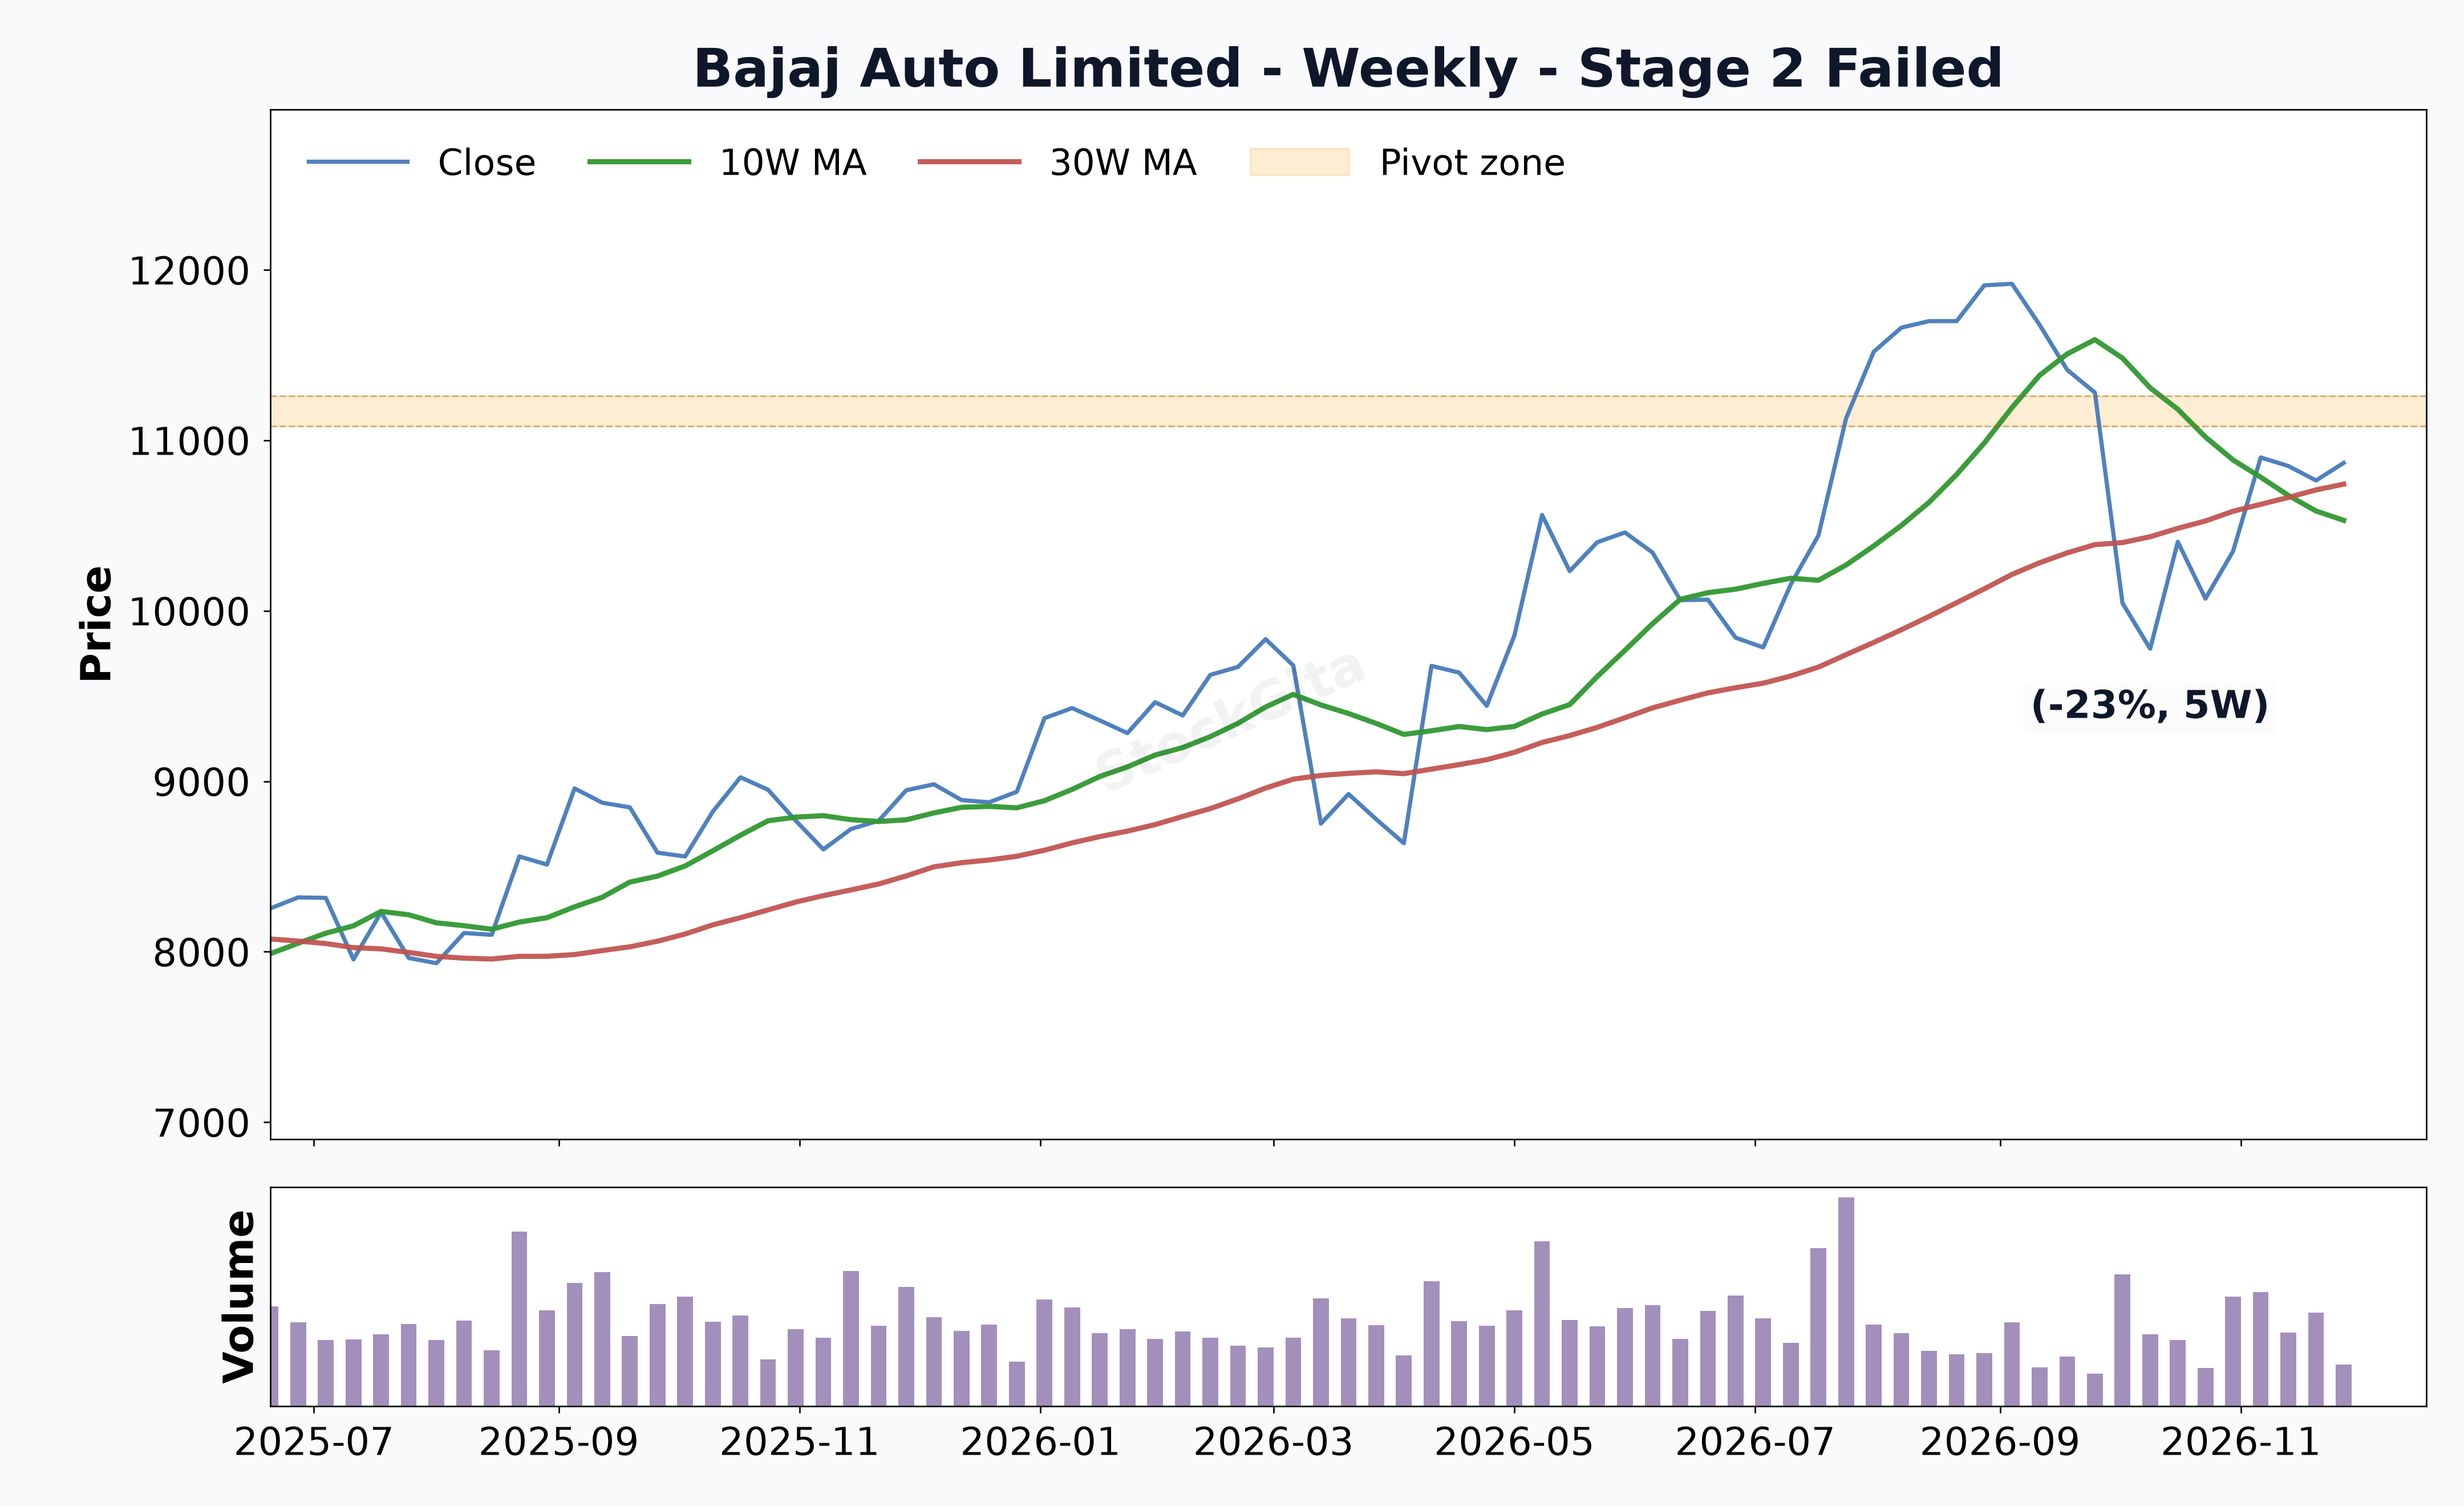 Bajaj Auto Limited - Weekly - Stage 2 Failed
Close 10W MA 30W MA Pivot zone
12000
11000
10000
9000
8000
7000
Price
StockGita
(-23%, 5W)
Volume
2025-07 2025-09 2025-11 2026-01 2026-03 2026-05 2026-07 2026-09 2026-11